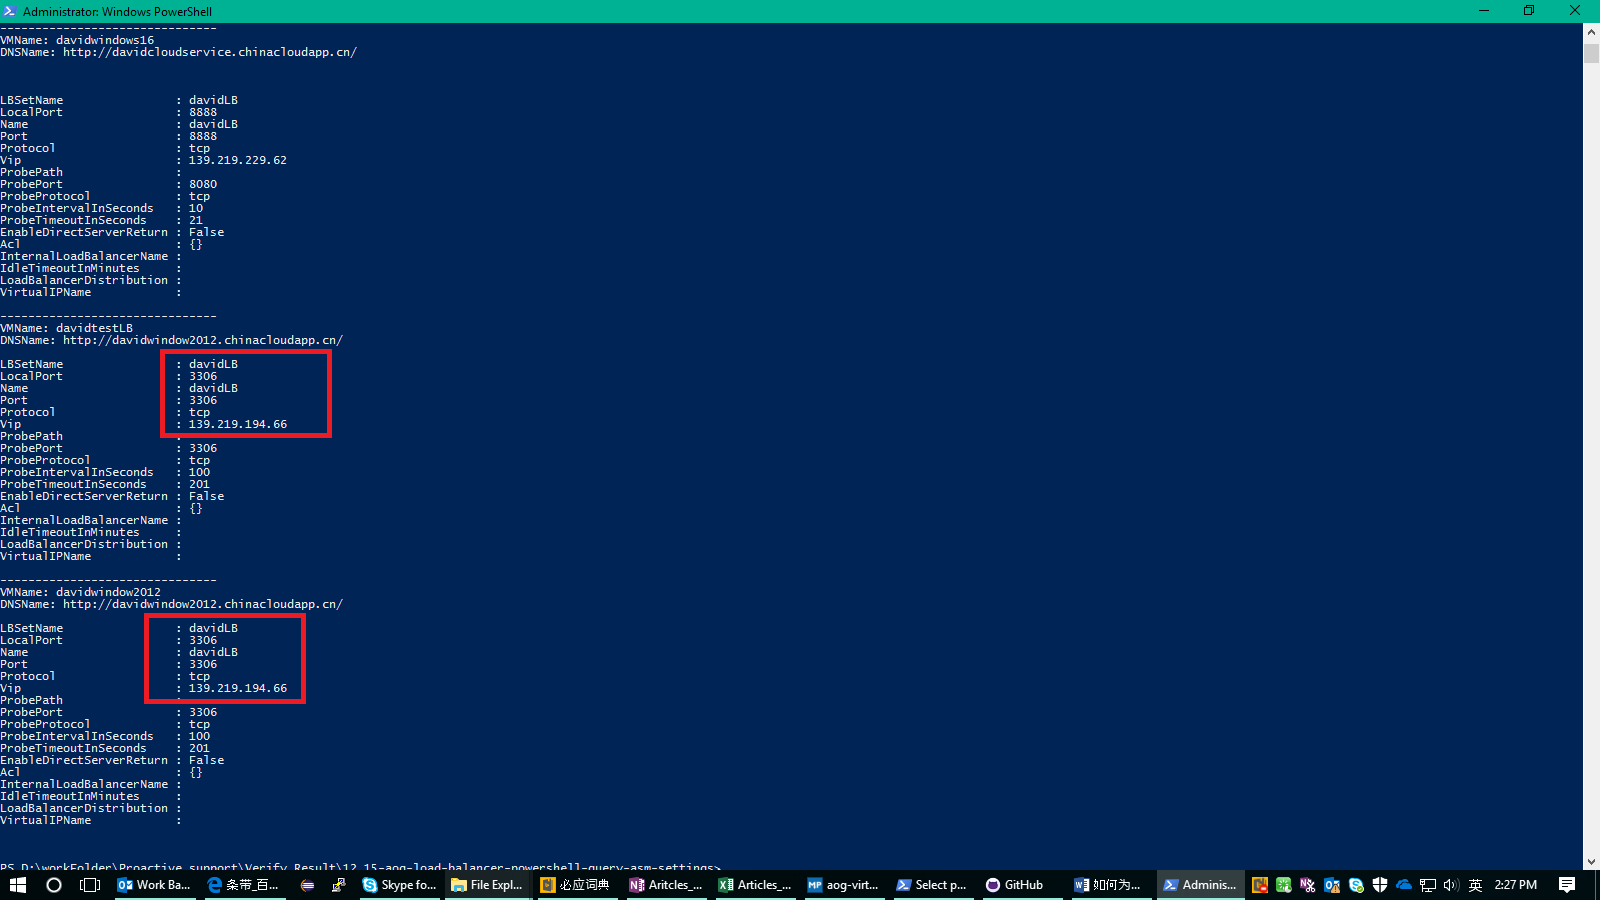 Administrator: Windows PowerShell
-------------------------------
VMName: davidwindows16
DNSName: http://davidcloudservice.chinacloudapp.cn/
LBSetName : davidLB
LocalPort : 8888
Name : davidLB
Port : 8888
Protocol : tcp
Vip : 139.219.229.62
ProbePath :
ProbePort : 8080
ProbeProtocol : tcp
ProbeIntervalInSeconds : 10
ProbeTimeoutInSeconds : 21
EnableDirectServerReturn : False
Acl : {}
InternalLoadBalancerName :
IdleTimeoutInMinutes :
LoadBalancerDistribution :
VirtualIPName :
-------------------------------
VMName: davidtestLB
DNSName: http://davidwindow2012.chinacloudapp.cn/
LBSetName : davidLB
LocalPort : 3306
Name : davidLB
Port : 3306
Protocol : tcp
Vip : 139.219.194.66
ProbePath :
ProbePort : 3306
ProbeProtocol : tcp
ProbeIntervalInSeconds : 100
ProbeTimeoutInSeconds : 201
EnableDirectServerReturn : False
Acl : {}
InternalLoadBalancerName :
IdleTimeoutInMinutes :
LoadBalancerDistribution :
VirtualIPName :
-------------------------------
VMName: davidwindow2012
DNSName: http://davidwindow2012.chinacloudapp.cn/
LBSetName : davidLB
LocalPort : 3306
Name : davidLB
Port : 3306
Protocol : tcp
Vip : 139.219.194.66
ProbePath :
ProbePort : 3306
ProbeProtocol : tcp
ProbeIntervalInSeconds : 100
ProbeTimeoutInSeconds : 201
EnableDirectServerReturn : False
Acl : {}
InternalLoadBalancerName :
IdleTimeoutInMinutes :
LoadBalancerDistribution :
VirtualIPName :
PS D:\workFolder\Proactive support\Verify Result\12.15-aog-load-balancer-powershell-query-asm-settings>
Work Ba... 条带_百... Skype fo... File Expl... 必应词典 Aritcles_... Articles_... MP aog-virt... Select p... GitHub 如何为... Adminis... 英 2:27 PM